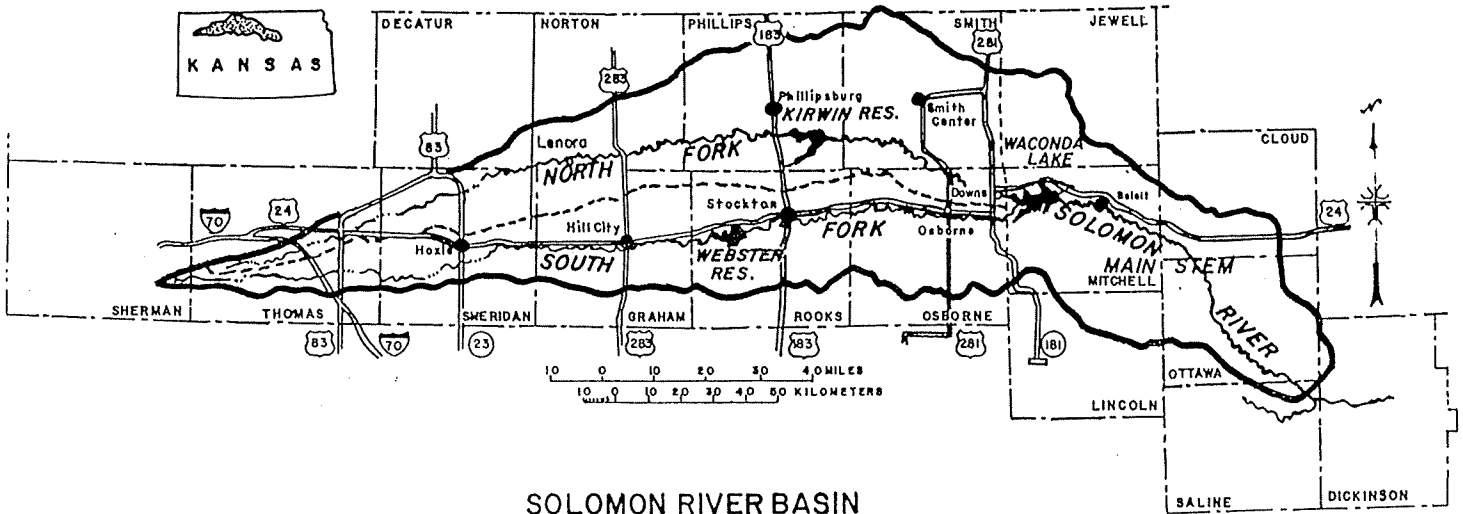 KANSAS
DECATUR
NORTON
PHILLIPS
SMITH
JEWELL
183
281
283
Phillipsburg
KIRWIN RES.
Smith
Center
83
Lenora
NORTH FORK
WACONDA
LAKE
CLOUD
N
70
24
Stockton
Downs
Beloit
24
Hoxie
Hill City
SOUTH FORK
WEBSTER
RES.
Osborne
SOLOMON
MAIN STEM
RIVER
MITCHELL
SHERMAN
THOMAS
SHERIDAN
GRAHAM
ROOKS
OSBORNE
83
70
23
283
183
281
181
OTTAWA
10 0 10 20 30 40 MILES
10 0 10 20 30 40 50 KILOMETERS
LINCOLN
SALINE
DICKINSON
SOLOMON RIVER BASIN